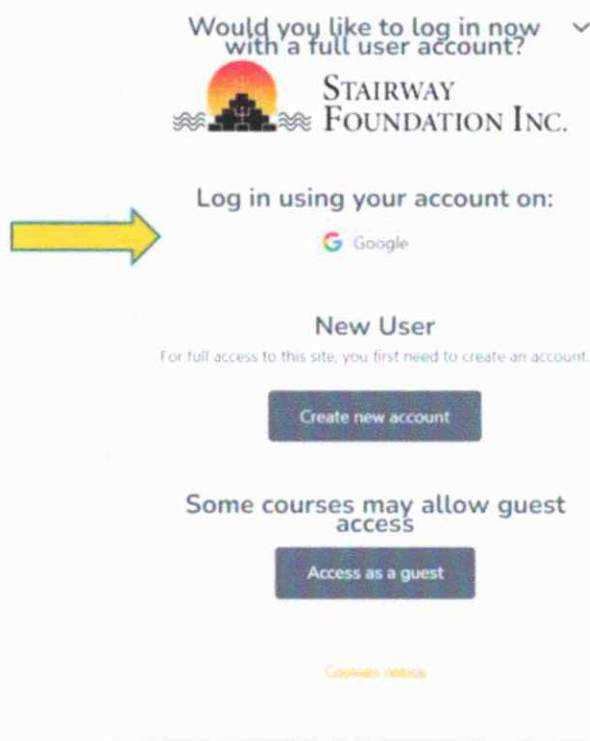 Would you like to log in now
with a full user account?
STAIRWAY
FOUNDATION INC.
Log in using your account on:
G Google
New User
For full access to this site, you first need to create an account.
Create new account
Some courses may allow guest
access
Access as a guest
Cookies notice